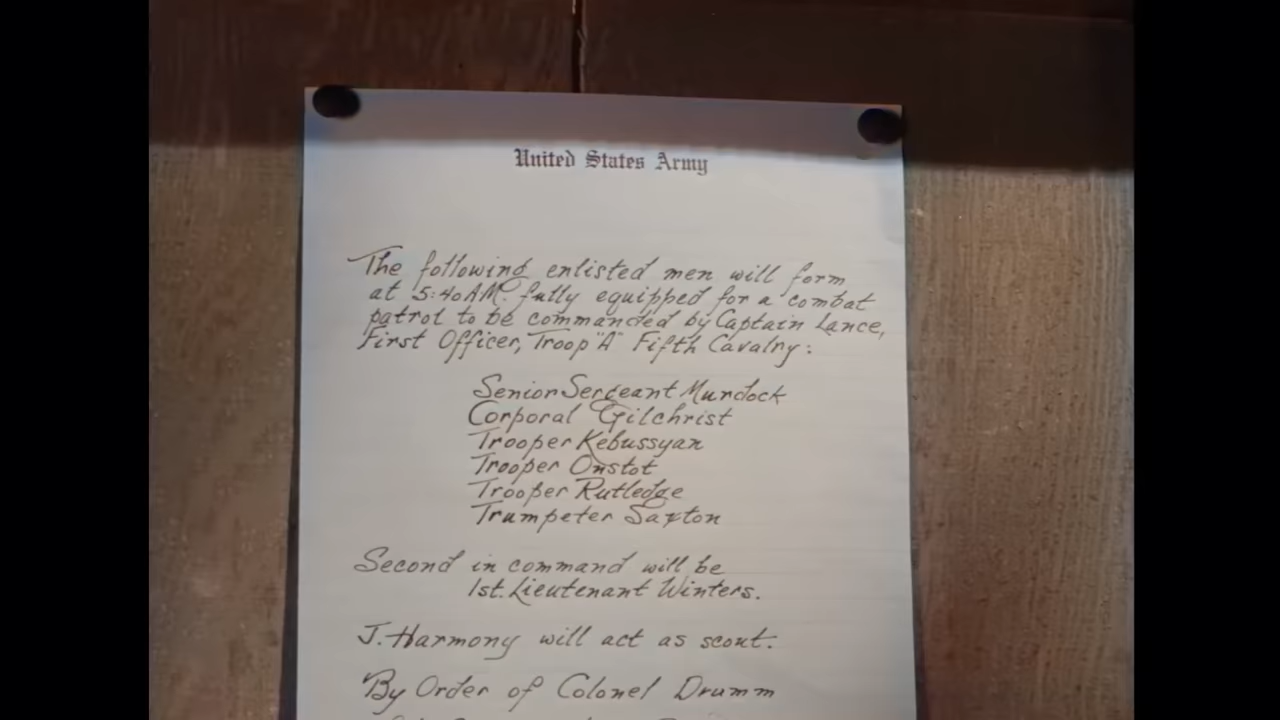 United States Army
The following enlisted men will form
at 5:40 AM. fully equipped for a combat
patrol to be commanded by Captain Lance,
First Officer, Troop "A" Fifth Cavalry:
Senior Sergeant Murdock
Corporal Gilchrist
Trooper Kebussyan
Trooper Onstot
Trooper Rutledge
Trumpeter Saxton
Second in command will be
1st. Lieutenant Winters.
J. Harmony will act as scout.
By Order of Colonel Drumm